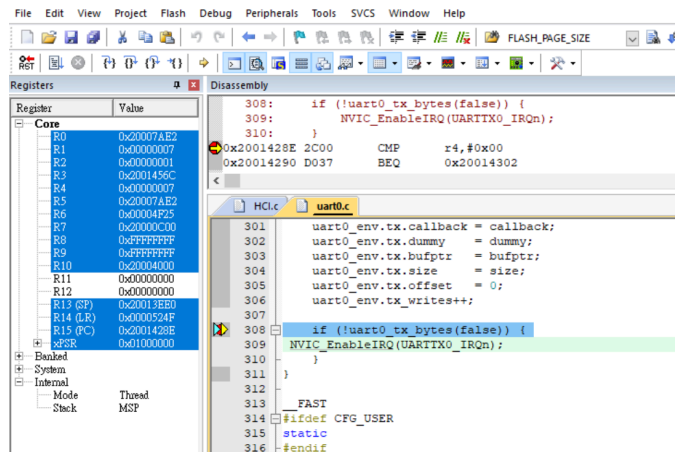 File Edit View Project Flash Debug Peripherals Tools SVCS Window Help
FLASH_PAGE_SIZE
RST
Registers
Register Value
Core
R0 0x20007AE2
R1 0x00000007
R2 0x00000001
R3 0x2001456C
R4 0x00000007
R5 0x20007AE2
R6 0x00004F25
R7 0x20000C00
R8 0xFFFFFFFF
R9 0xFFFFFFFF
R10 0x20004000
R11 0x00000000
R12 0x00000000
R13 (SP) 0x20013EE0
R14 (LR) 0x0000524F
R15 (PC) 0x2001428E
xPSR 0x01000000
Banked
System
Internal
Mode Thread
Stack MSP
Disassembly
308: if (!uart0_tx_bytes(false)) {
309: NVIC_EnableIRQ(UARTTX0_IRQn);
310: }
0x2001428E 2C00 CMP r4,#0x00
0x20014290 D037 BEQ 0x20014302
HCI.c uart0.c
301 uart0_env.tx.callback = callback;
302 uart0_env.tx.dummy = dummy;
303 uart0_env.tx.bufptr = bufptr;
304 uart0_env.tx.size = size;
305 uart0_env.tx.offset = 0;
306 uart0_env.tx_writes++;
307
308 if (!uart0_tx_bytes(false)) {
309 NVIC_EnableIRQ(UARTTX0_IRQn);
310 }
311 }
312
313 __FAST
314 #ifdef CFG_USER
315 static
316 #endif